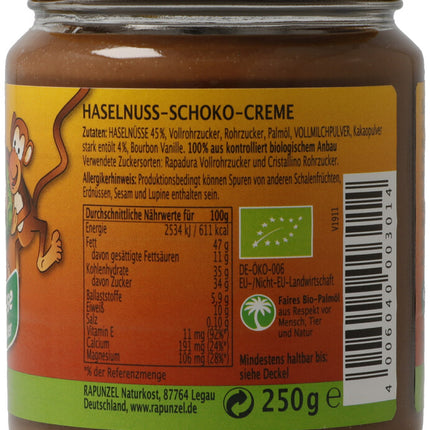 HASELNUSS-SCHOKO-CREME
Zutaten: HASELNÜSSE 45%, Vollrohrzucker, Rohrzucker, Palmöl, VOLLMILCHPULVER, Kakaopulver
stark entölt 4%, Bourbon Vanille. 100% aus kontrolliert biologischem Anbau
Verwendete Zuckersorten: Rapadura Vollrohrzucker und Cristallino Rohrzucker.
Allergikerhinweis: Produktionsbedingt können Spuren von anderen Schalenfrüchten,
Erdnüssen, Sesam und Lupine enthalten sein.
Durchschnittliche Nährwerte für 100g
Energie 2534 kJ / 611 kcal
Fett 47 g
davon gesättigte Fettsäuren 11 g
Kohlenhydrate 35 g
davon Zucker 34 g
Ballaststoffe 5,9 g
Eiweiss 10 g
Salz 0,10 g
Vitamin E 11 mg (92%*)
Calcium 191 mg (24%*)
Magnesium 106 mg (28%*)
*% der Referenzmenge
RAPUNZEL Naturkost, 87764 Legau
Deutschland, www.rapunzel.de
DE-ÖKO-006
EU-/Nicht-EU-Landwirtschaft
Faires Bio-Palmöl
aus Respekt vor
Mensch, Tier
und Natur
Mindestens haltbar bis:
siehe Deckel
250g e
V1911
4006040003014